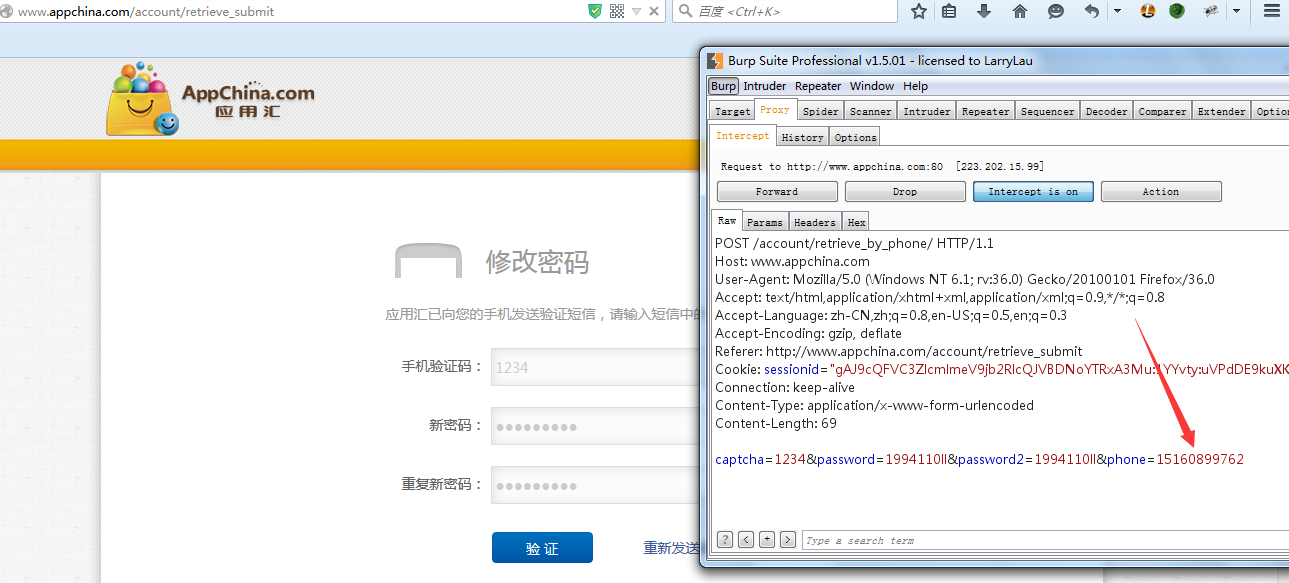 www.appchina.com/account/retrieve_submit
百度 <Ctrl+K>
AppChina.com
应用汇
修改密码
应用汇已向您的手机发送验证短信，请输入短信中的
手机验证码：
1234
新密码：
●●●●●●●●●
重复新密码：
●●●●●●●●●
验 证
重新发送
Burp Suite Professional v1.5.01 - licensed to LarryLau
Burp Intruder Repeater Window Help
Target Proxy Spider Scanner Intruder Repeater Sequencer Decoder Comparer Extender Optio
Intercept History Options
Request to http://www.appchina.com:80 [223.202.15.99]
Forward Drop Intercept is on Action
Raw Params Headers Hex
POST /account/retrieve_by_phone/ HTTP/1.1
Host: www.appchina.com
User-Agent: Mozilla/5.0 (Windows NT 6.1; rv:36.0) Gecko/20100101 Firefox/36.0
Accept: text/html,application/xhtml+xml,application/xml;q=0.9,*/*;q=0.8
Accept-Language: zh-CN,zh;q=0.8,en-US;q=0.5,en;q=0.3
Accept-Encoding: gzip, deflate
Referer: http://www.appchina.com/account/retrieve_submit
Cookie: sessionid=
Connection: keep-alive
Content-Type: application/x-www-form-urlencoded
Content-Length: 69
captcha=1234&password=1994110ll&password2=1994110ll&phone=15160899762
? < + >
Type a search term